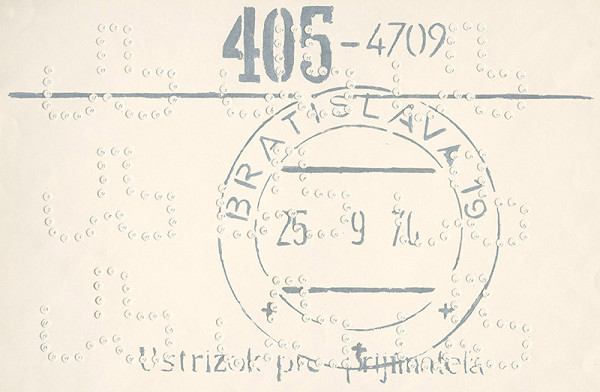 405-4709
BRATISLAVA 19
25 9 74
Ústrižok pre prijímateľa